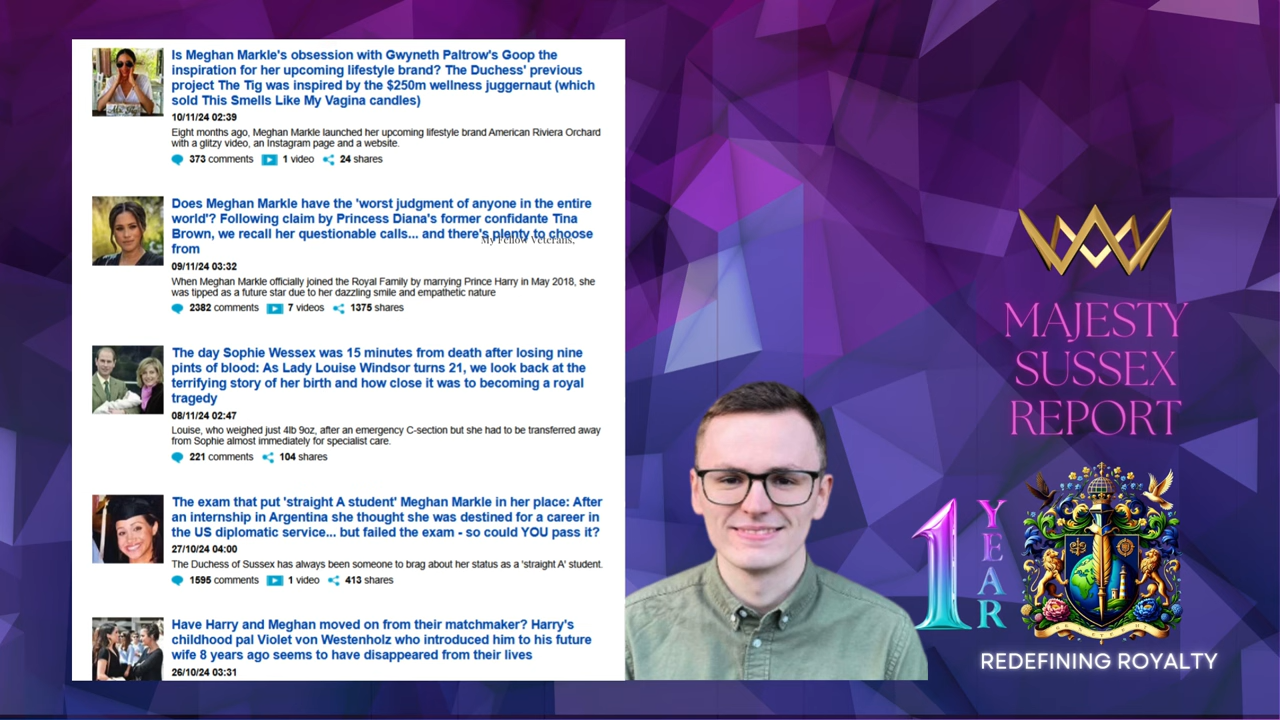 Is Meghan Markle's obsession with Gwyneth Paltrow's Goop the
inspiration for her upcoming lifestyle brand? The Duchess' previous
project The Tig was inspired by the $250m wellness juggernaut (which
sold This Smells Like My Vagina candles)
10/11/24 02:39
Eight months ago, Meghan Markle launched her upcoming lifestyle brand American Riviera Orchard
with a glitzy video, an Instagram page and a website.
373 comments 1 video 24 shares
Does Meghan Markle have the 'worst judgment of anyone in the entire
world'? Following claim by Princess Diana's former confidante Tina
Brown, we recall her questionable calls... and there's plenty to choose
from
My Fellow Veterans,
09/11/24 03:32
When Meghan Markle officially joined the Royal Family by marrying Prince Harry in May 2018, she
was tipped as a future star due to her dazzling smile and empathetic nature
2382 comments 7 videos 1375 shares
The day Sophie Wessex was 15 minutes from death after losing nine
pints of blood: As Lady Louise Windsor turns 21, we look back at the
terrifying story of her birth and how close it was to becoming a royal
tragedy
08/11/24 02:47
Louise, who weighed just 4lb 9oz, after an emergency C-section but she had to be transferred away
from Sophie almost immediately for specialist care.
221 comments 104 shares
The exam that put 'straight A student' Meghan Markle in her place: After
an internship in Argentina she thought she was destined for a career in
the US diplomatic service... but failed the exam - so could YOU pass it?
27/10/24 04:00
The Duchess of Sussex has always been someone to brag about her status as a 'straight A' student.
1595 comments 1 video 413 shares
Have Harry and Meghan moved on from their matchmaker? Harry's
childhood pal Violet von Westenholz who introduced him to his future
wife 8 years ago seems to have disappeared from their lives
26/10/24 03:31
MAJESTY
SUSSEX
REPORT
1 YEAR
REDEFINING ROYALTY